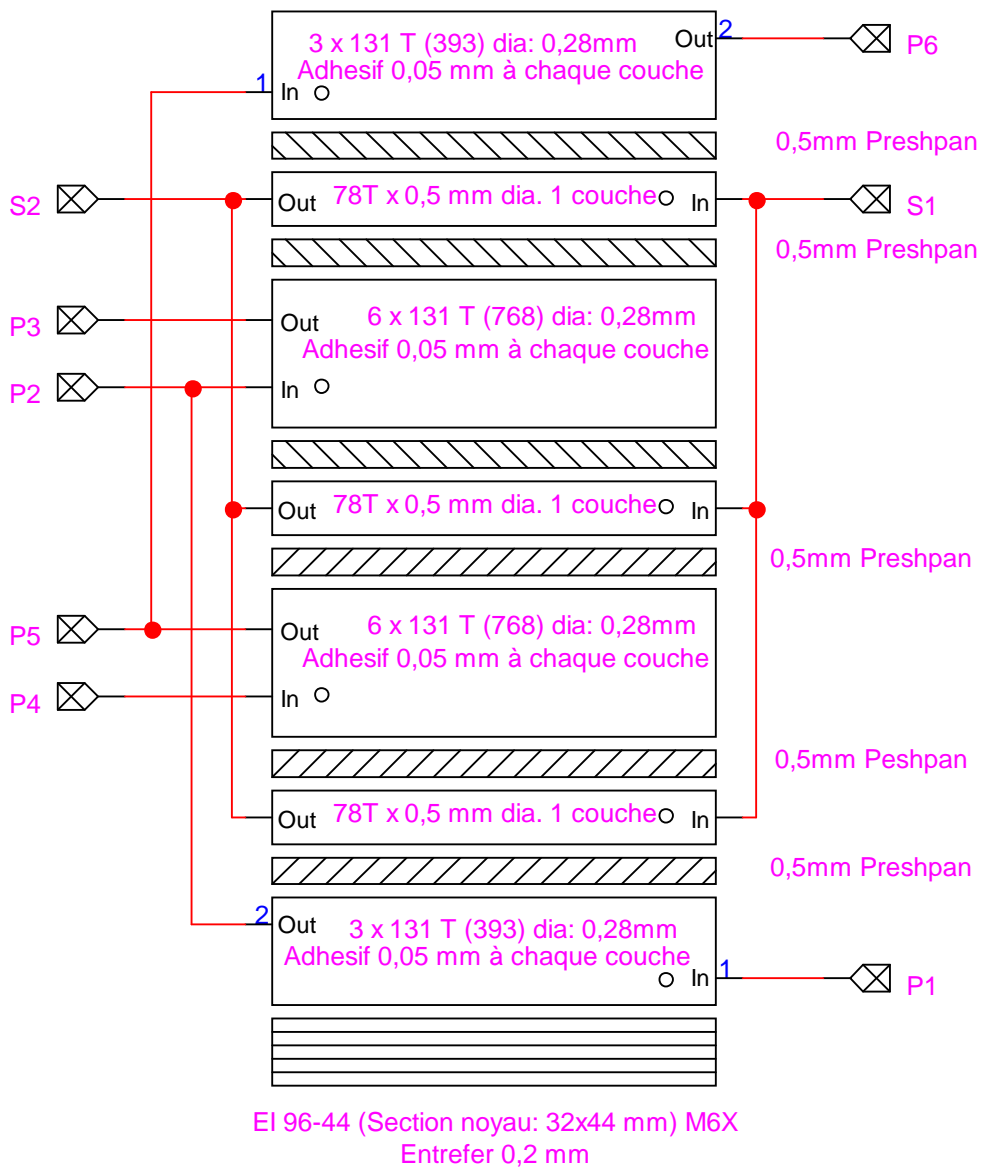 3 x 131 T (393) dia: 0,28mm
Out
2
P6
Adhesif 0,05 mm à chaque couche
1
In
0,5mm Preshpan
S2
Out
78T x 0,5 mm dia. 1 couche
In
S1
0,5mm Preshpan
P3
Out
6 x 131 T (768) dia: 0,28mm
Adhesif 0,05 mm à chaque couche
P2
In
Out
78T x 0,5 mm dia. 1 couche
In
0,5mm Preshpan
P5
Out
6 x 131 T (768) dia: 0,28mm
Adhesif 0,05 mm à chaque couche
P4
In
0,5mm Peshpan
Out
78T x 0,5 mm dia. 1 couche
In
0,5mm Preshpan
2
Out
3 x 131 T (393) dia: 0,28mm
Adhesif 0,05 mm à chaque couche
In
1
P1
EI 96-44 (Section noyau: 32x44 mm) M6X
Entrefer 0,2 mm